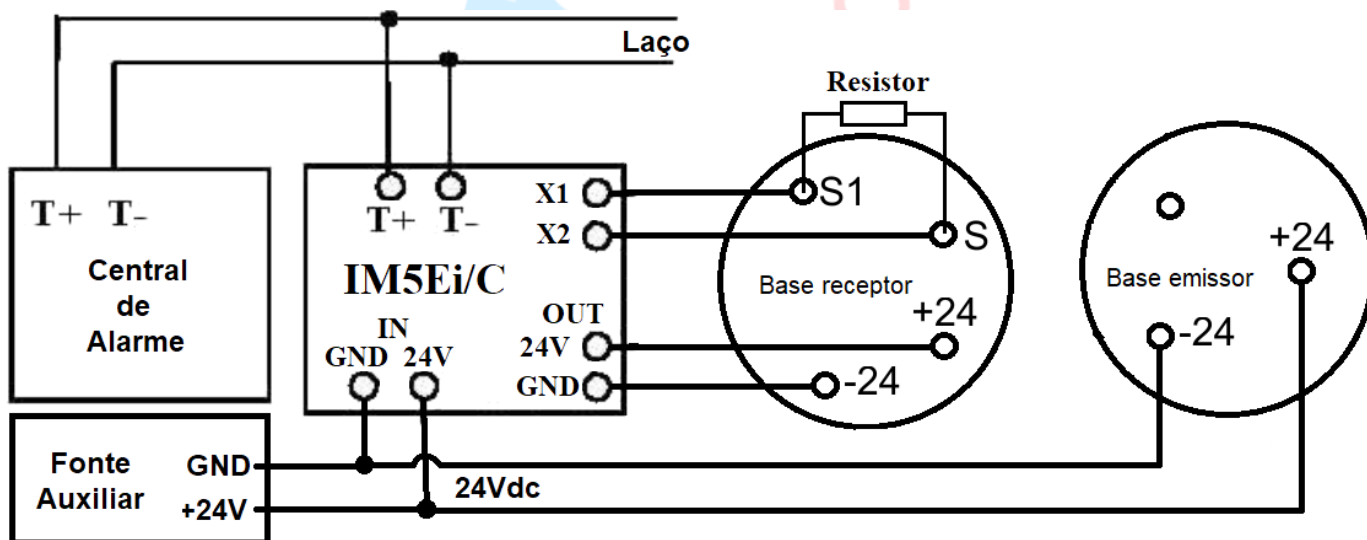 Laço
Resistor
T+ T-
Central
de
Alarme
T+ T-
X1
X2
IM5Ei/C
IN
GND 24V
OUT
24V
GND
S1
S
Base receptor
+24
-24
+24
Base emissor
-24
Fonte
Auxiliar
GND
+24V
24Vdc